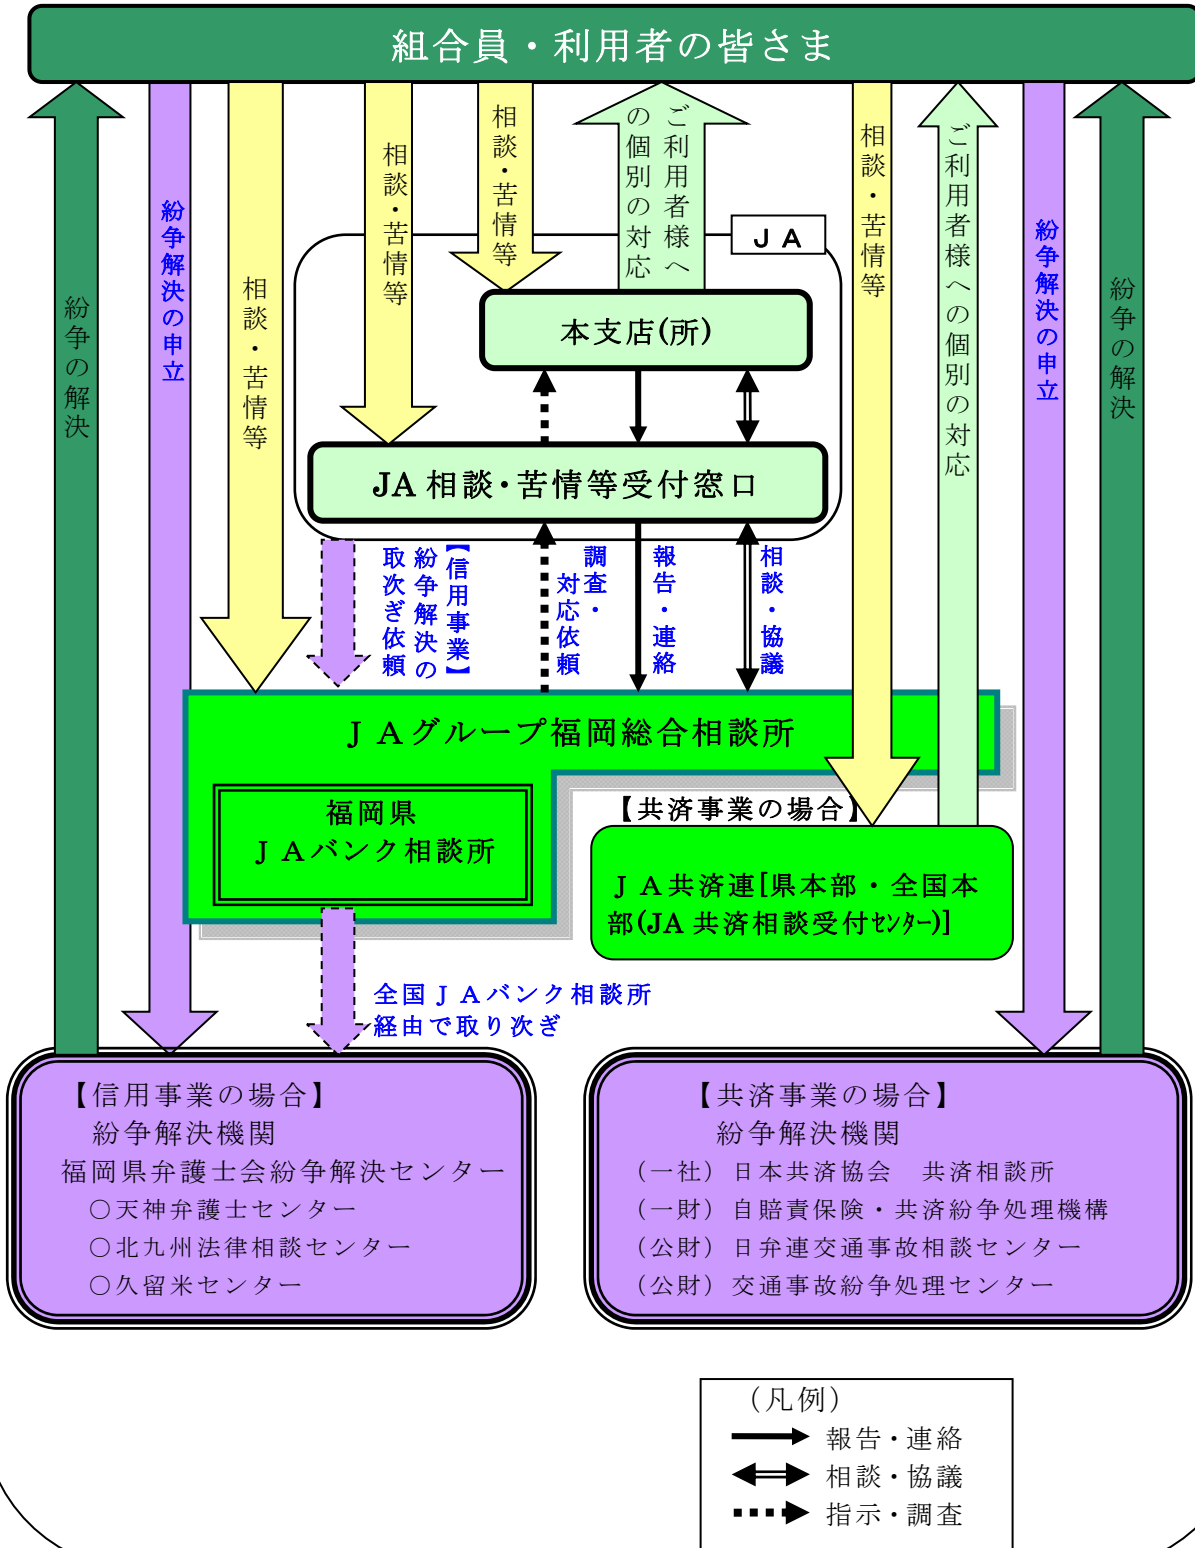 組合員・利用者の皆さま
紛争の解決
紛争解決の申立
相談・苦情等
相談・苦情等
相談・苦情等
ご利用者様へ
の個別の対応
相談・苦情等
ご利用者様への個別の対応
紛争解決の申立
紛争の解決
ＪＡ
本支店(所)
JA 相談・苦情等受付窓口
【信用事業】
紛争解決の
取次ぎ依頼
調査・
対応依頼
報告・連絡
相談・協議
ＪＡグループ福岡総合相談所
福岡県
ＪＡバンク相談所
【共済事業の場合】
ＪＡ共済連[県本部・全国本
部(JA 共済相談受付ｾﾝﾀｰ)]
全国ＪＡバンク相談所
経由で取り次ぎ
【信用事業の場合】
紛争解決機関
福岡県弁護士会紛争解決センター
○天神弁護士センター
○北九州法律相談センター
○久留米センター
【共済事業の場合】
紛争解決機関
（一社）日本共済協会　共済相談所
（一財）自賠責保険・共済紛争処理機構
（公財）日弁連交通事故相談センター
（公財）交通事故紛争処理センター
（凡例）
報告・連絡
相談・協議
指示・調査